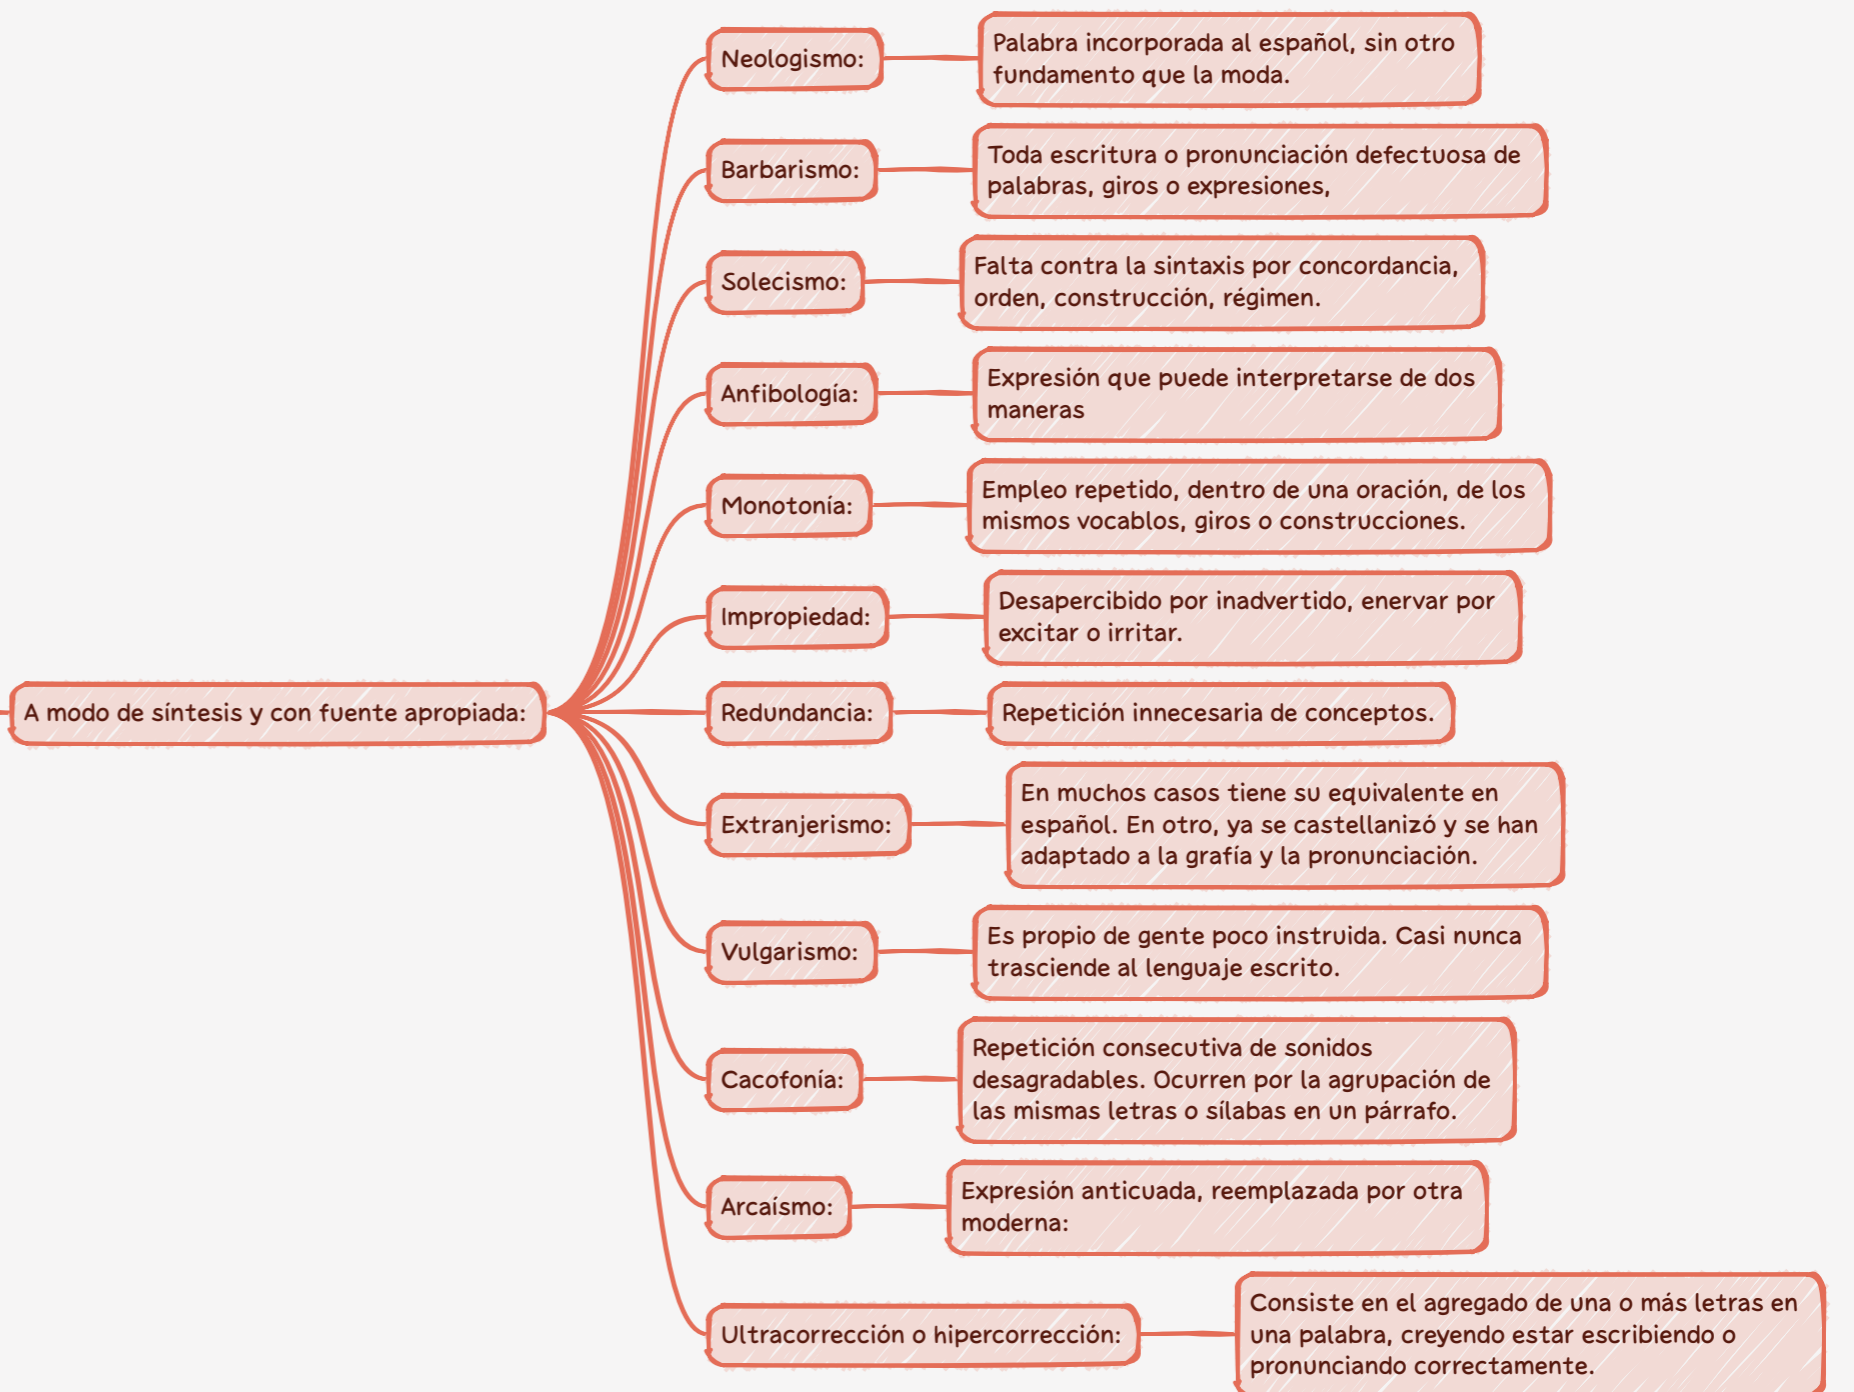 A modo de síntesis y con fuente apropiada:
Neologismo:
Palabra incorporada al español, sin otro
fundamento que la moda.
Barbarismo:
Toda escritura o pronunciación defectuosa de
palabras, giros o expresiones,
Solecismo:
Falta contra la sintaxis por concordancia,
orden, construcción, régimen.
Anfibología:
Expresión que puede interpretarse de dos
maneras
Monotonía:
Empleo repetido, dentro de una oración, de los
mismos vocablos, giros o construcciones.
Impropiedad:
Desapercibido por inadvertido, enervar por
excitar o irritar.
Redundancia:
Repetición innecesaria de conceptos.
Extranjerismo:
En muchos casos tiene su equivalente en
español. En otro, ya se castellanizó y se han
adaptado a la grafía y la pronunciación.
Vulgarismo:
Es propio de gente poco instruida. Casi nunca
trasciende al lenguaje escrito.
Cacofonía:
Repetición consecutiva de sonidos
desagradables. Ocurren por la agrupación de
las mismas letras o sílabas en un párrafo.
Arcaísmo:
Expresión anticuada, reemplazada por otra
moderna:
Ultracorrección o hipercorrección:
Consiste en el agregado de una o más letras en
una palabra, creyendo estar escribiendo o
pronunciando correctamente.